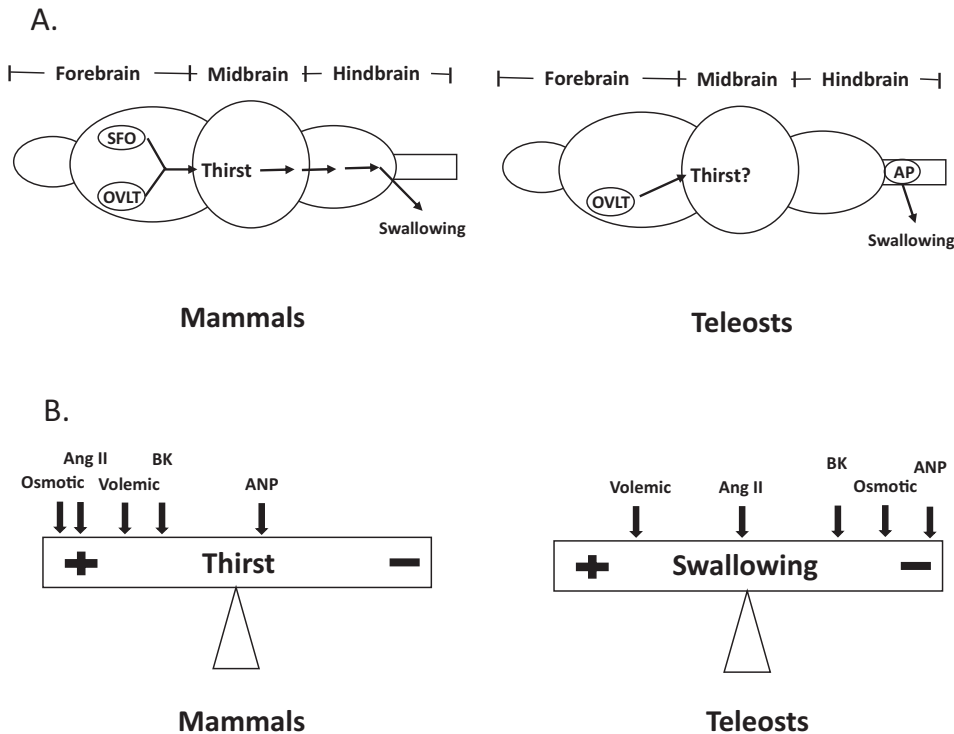 A.
Forebrain Midbrain Hindbrain
SFO
OVLT
Thirst
Swallowing
Mammals
Forebrain Midbrain Hindbrain
OVLT
Thirst?
AP
Swallowing
Teleosts
B.
Ang II
BK
Osmotic
Volemic
ANP
+ Thirst −
Mammals
Volemic
Ang II
BK
Osmotic
ANP
+ Swallowing −
Teleosts